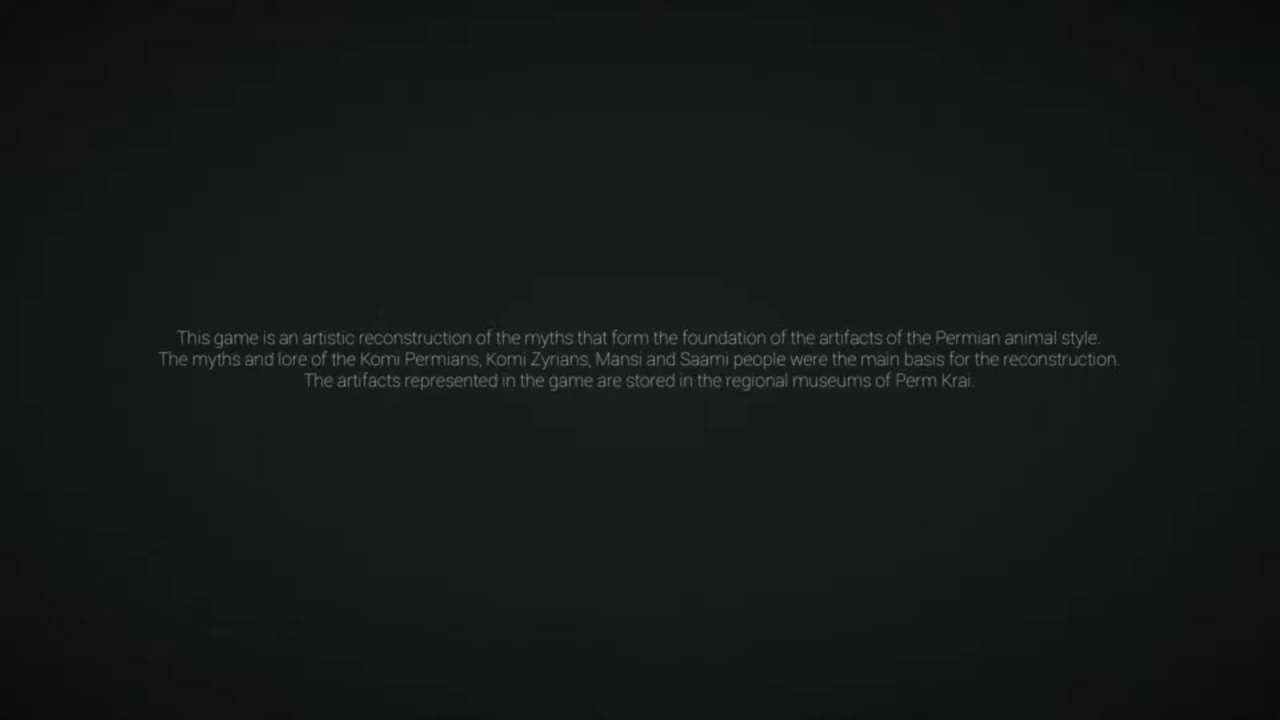 This game is an artistic reconstruction of the myths that form the foundation of the artifacts of the Permian animal style.
The myths and lore of the Komi Permians, Komi Zyrians, Mansi and Saami people were the main basis for the reconstruction.
The artifacts represented in the game are stored in the regional museums of Perm Krai.